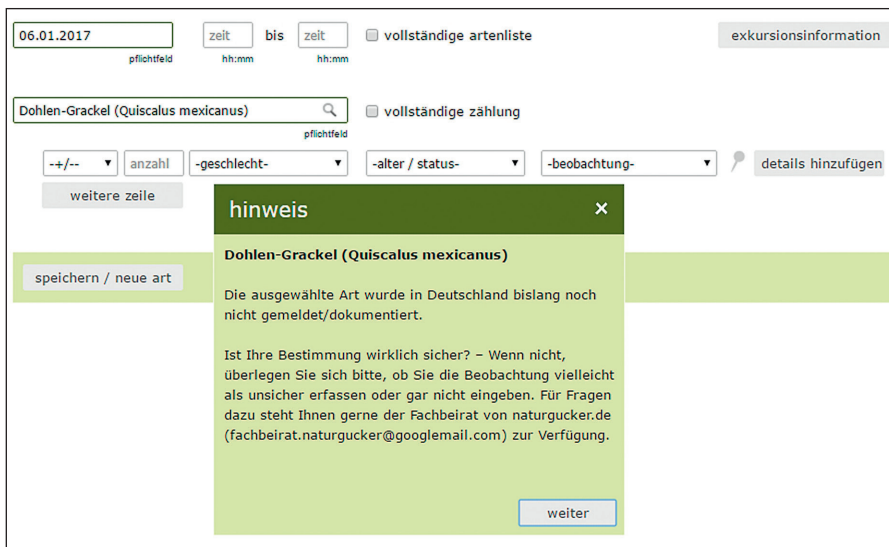 06.01.2017 zeit bis zeit vollständige artenliste exkursionsinformation
pflichtfeld hh:mm hh:mm
Dohlen-Grackel (Quiscalus mexicanus) vollständige zählung
pflichtfeld
--+/-- anzahl -geschlecht- -alter / status- -beobachtung- details hinzufügen
weitere zeile
hinweis ×
Dohlen-Grackel (Quiscalus mexicanus)
speichern / neue art
Die ausgewählte Art wurde in Deutschland bislang noch
nicht gemeldet/dokumentiert.
Ist Ihre Bestimmung wirklich sicher? – Wenn nicht,
überlegen Sie sich bitte, ob Sie die Beobachtung vielleicht
als unsicher erfassen oder gar nicht eingeben. Für Fragen
dazu steht Ihnen gerne der Fachbeirat von naturgucker.de
(fachbeirat.naturgucker@googlemail.com) zur Verfügung.
weiter